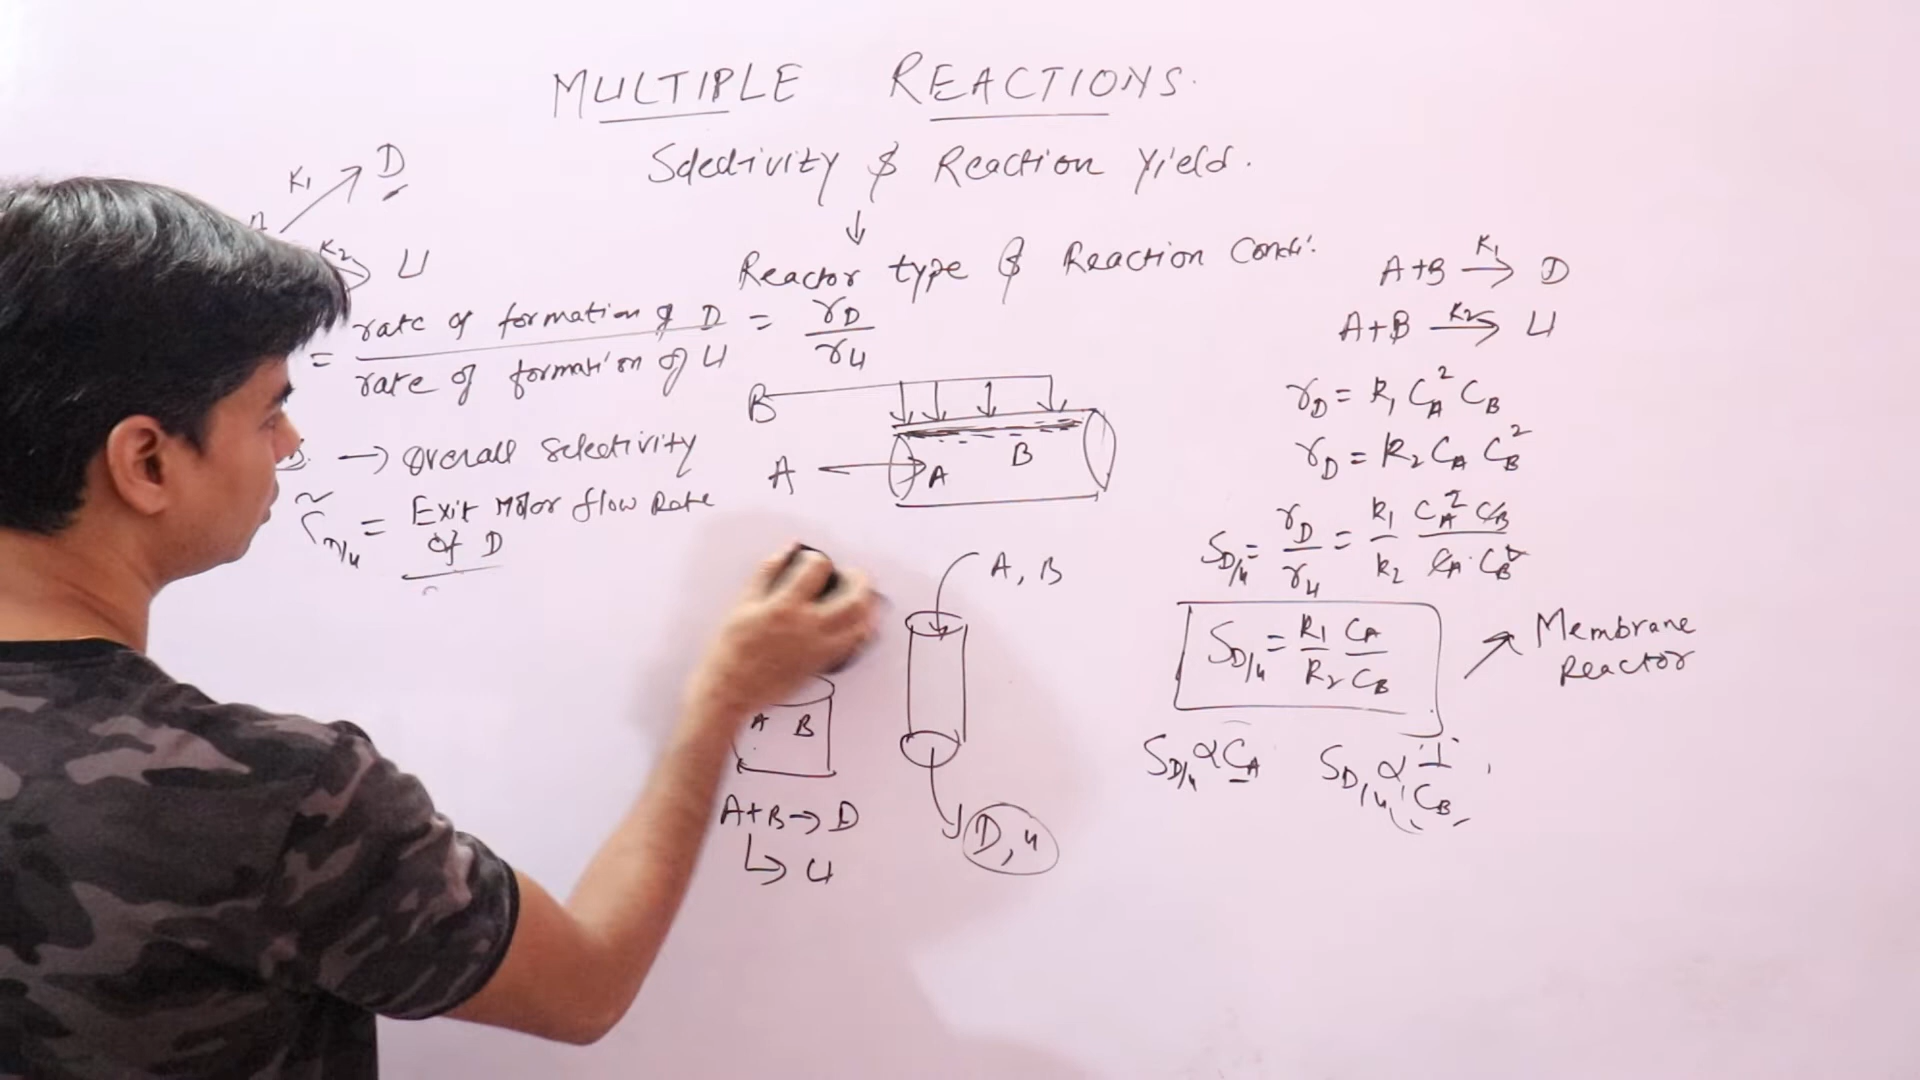 MULTIPLE REACTIONS.
Selectivity & Reaction Yield.
↓
Reactor type & Reaction Condi.
K1 D
K2 U
= rate of formation of D / rate of formation of U = rD / rU
→ Overall Selectivity
S̃D/u = Exit Molar flow Rate of D
B
A → A B
A, B
A B
A+B → D
↳ U
D, u
A+B —K1→ D
A+B —K2→ U
rD = k1 CA² CB
rD = k2 CA CB²
SD/u = rD / ru = k1 / k2 CA² CB / CA · CB²
SD/u = k1 CA / k2 CB
Membrane
Reactor
SD/u ∝ CA SD/u ∝ 1 / CB